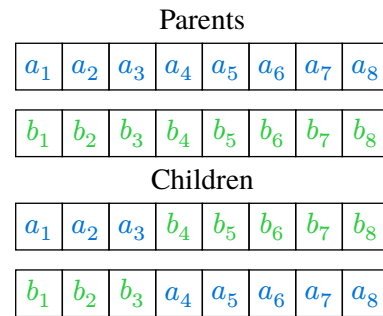 Parents
a₁ a₂ a₃ a₄ a₅ a₆ a₇ a₈
b₁ b₂ b₃ b₄ b₅ b₆ b₇ b₈
Children
a₁ a₂ a₃ b₄ b₅ b₆ b₇ b₈
b₁ b₂ b₃ a₄ a₅ a₆ a₇ a₈